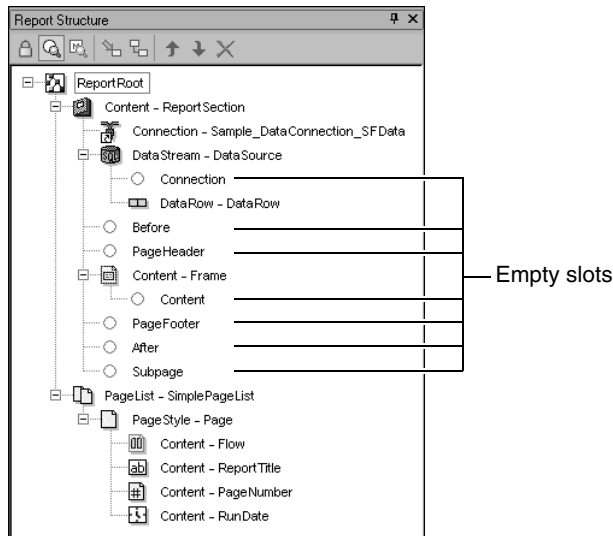 Report Structure
ReportRoot
Content - ReportSection
Connection - Sample_DataConnection_SFData
DataStream - DataSource
Connection
DataRow - DataRow
Before
PageHeader
Content - Frame
Content
PageFooter
After
Subpage
Empty slots
PageList - SimplePageList
PageStyle - Page
Content - Flow
ab Content - ReportTitle
# Content - PageNumber
Content - RunDate